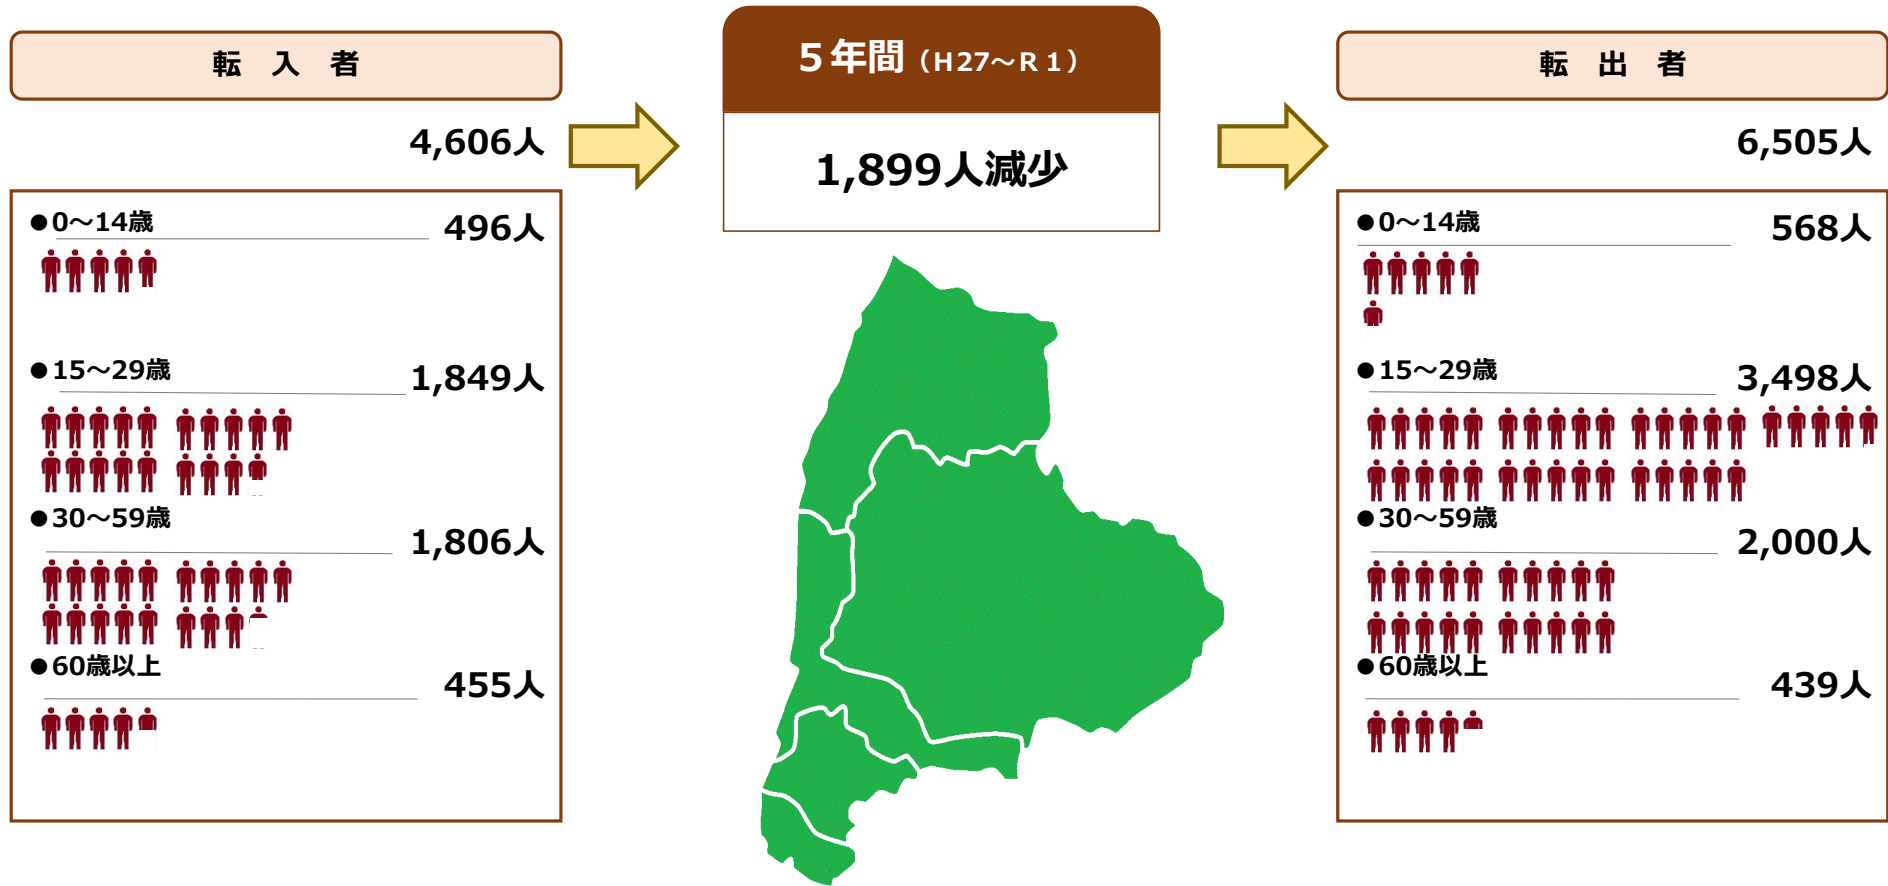 転 入 者
4,606人
●0～14歳
496人
●15～29歳
1,849人
●30～59歳
1,806人
●60歳以上
455人
５年間（H27～R１）
1,899人減少
転 出 者
6,505人
●0～14歳
568人
●15～29歳
3,498人
●30～59歳
2,000人
●60歳以上
439人